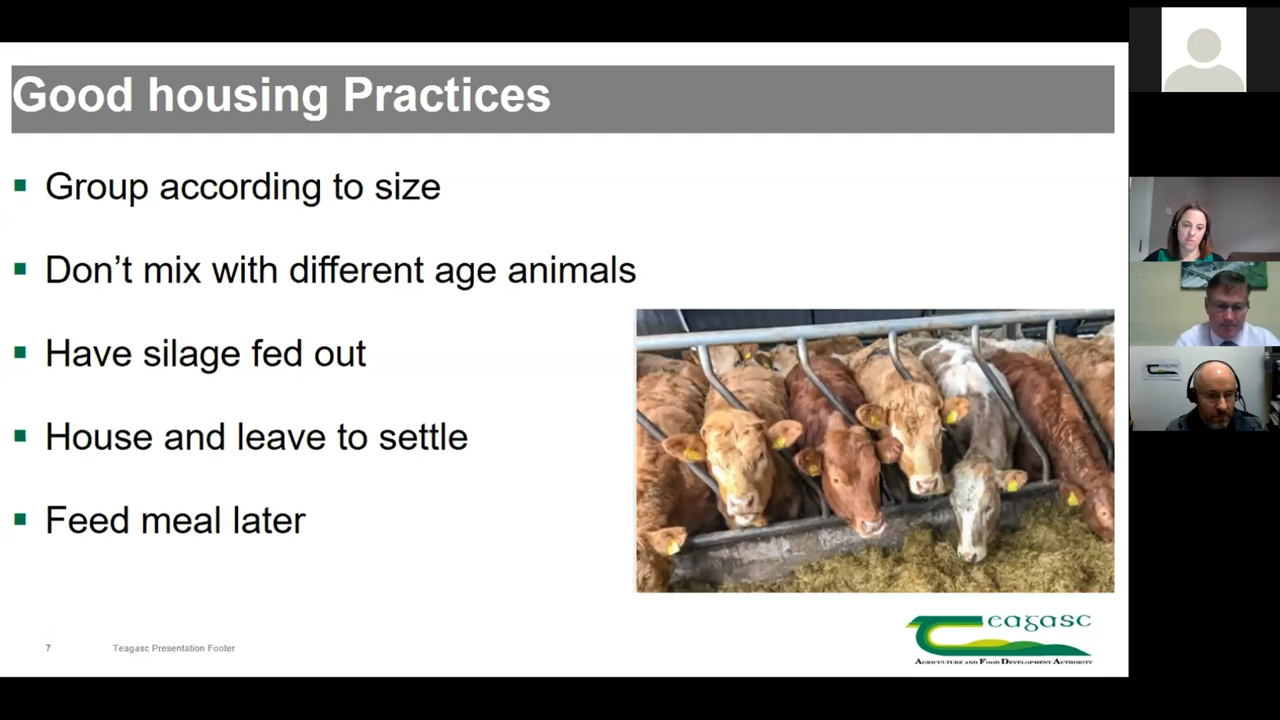 Good housing Practices
Group according to size
Don't mix with different age animals
Have silage fed out
House and leave to settle
Feed meal later
7
Teagasc Presentation Footer
Teagasc
Agriculture and Food Development Authority